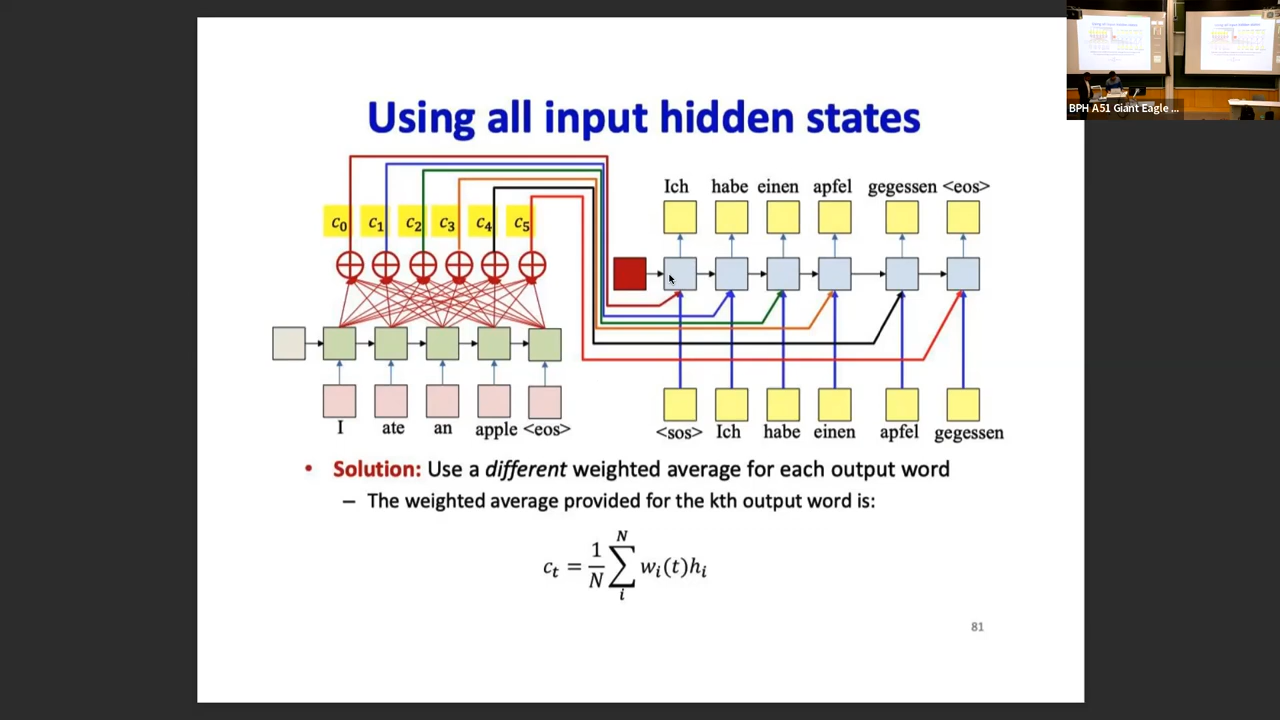 Using all input hidden states
BPH A51 Giant Eagle ...
Ich habe einen apfel gegessen <eos>
c₀ c₁ c₂ c₃ c₄ c₅
I ate an apple <eos>
<sos> Ich habe einen apfel gegessen
• Solution: Use a different weighted average for each output word
– The weighted average provided for the kth output word is:
c_t = \frac{1}{N} \sum_{i}^{N} w_i(t) h_i
81